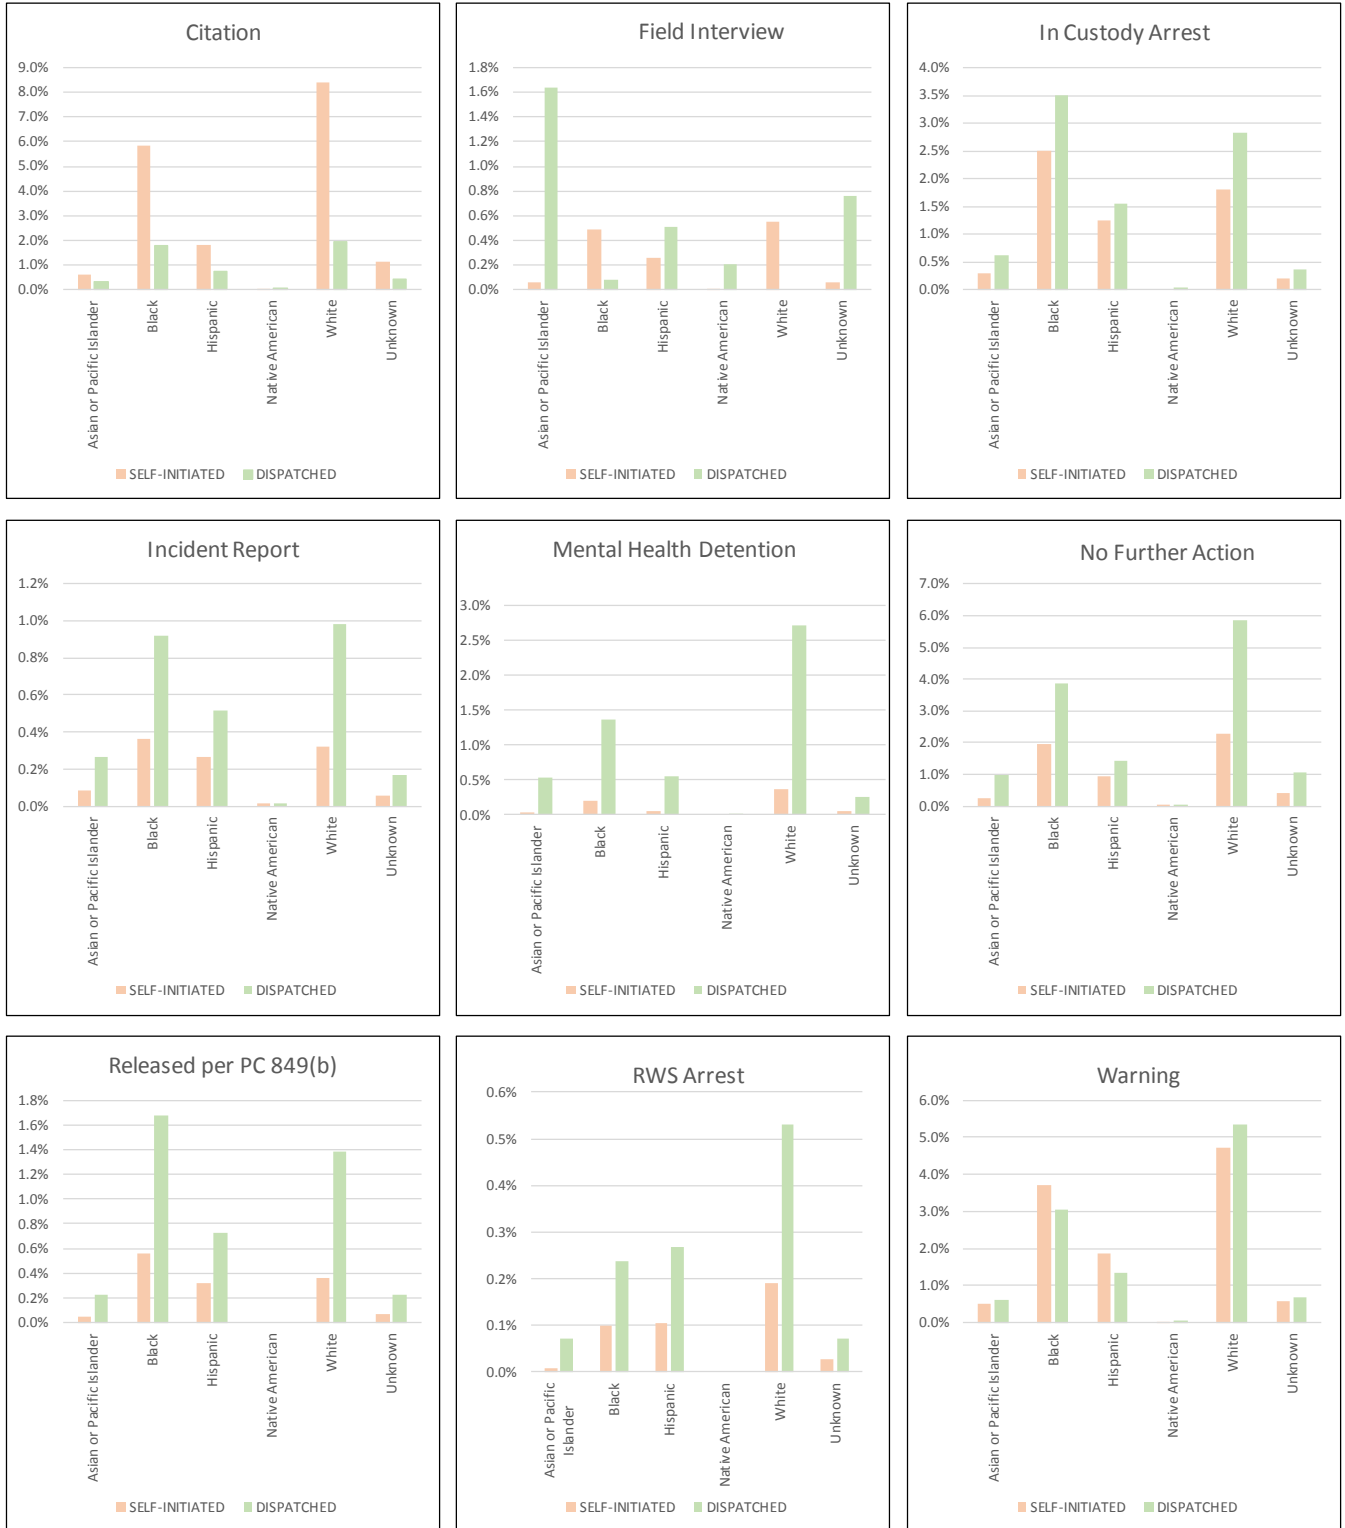 Citation
9.0%
8.0%
7.0%
6.0%
5.0%
4.0%
3.0%
2.0%
1.0%
0.0%
Asian or Pacific Islander
Black
Hispanic
Native American
White
Unknown
SELF-INITIATED DISPATCHED
Field Interview
1.8%
1.6%
1.4%
1.2%
1.0%
0.8%
0.6%
0.4%
0.2%
0.0%
Asian or Pacific Islander
Black
Hispanic
Native American
White
Unknown
SELF-INITIATED DISPATCHED
In Custody Arrest
4.0%
3.5%
3.0%
2.5%
2.0%
1.5%
1.0%
0.5%
0.0%
Asian or Pacific Islander
Black
Hispanic
Native American
White
Unknown
SELF-INITIATED DISPATCHED
Incident Report
1.2%
1.0%
0.8%
0.6%
0.4%
0.2%
0.0%
Asian or Pacific Islander
Black
Hispanic
Native American
White
Unknown
SELF-INITIATED DISPATCHED
Mental Health Detention
3.0%
2.5%
2.0%
1.5%
1.0%
0.5%
0.0%
Asian or Pacific Islander
Black
Hispanic
Native American
White
Unknown
SELF-INITIATED DISPATCHED
No Further Action
7.0%
6.0%
5.0%
4.0%
3.0%
2.0%
1.0%
0.0%
Asian or Pacific Islander
Black
Hispanic
Native American
White
Unknown
SELF-INITIATED DISPATCHED
Released per PC 849(b)
1.8%
1.6%
1.4%
1.2%
1.0%
0.8%
0.6%
0.4%
0.2%
0.0%
Asian or Pacific Islander
Black
Hispanic
Native American
White
Unknown
SELF-INITIATED DISPATCHED
RWS Arrest
0.6%
0.5%
0.4%
0.3%
0.2%
0.1%
0.0%
Asian or Pacific
Islander
Black
Hispanic
Native American
White
Unknown
SELF-INITIATED DISPATCHED
Warning
6.0%
5.0%
4.0%
3.0%
2.0%
1.0%
0.0%
Asian or Pacific Islander
Black
Hispanic
Native American
White
Unknown
SELF-INITIATED DISPATCHED